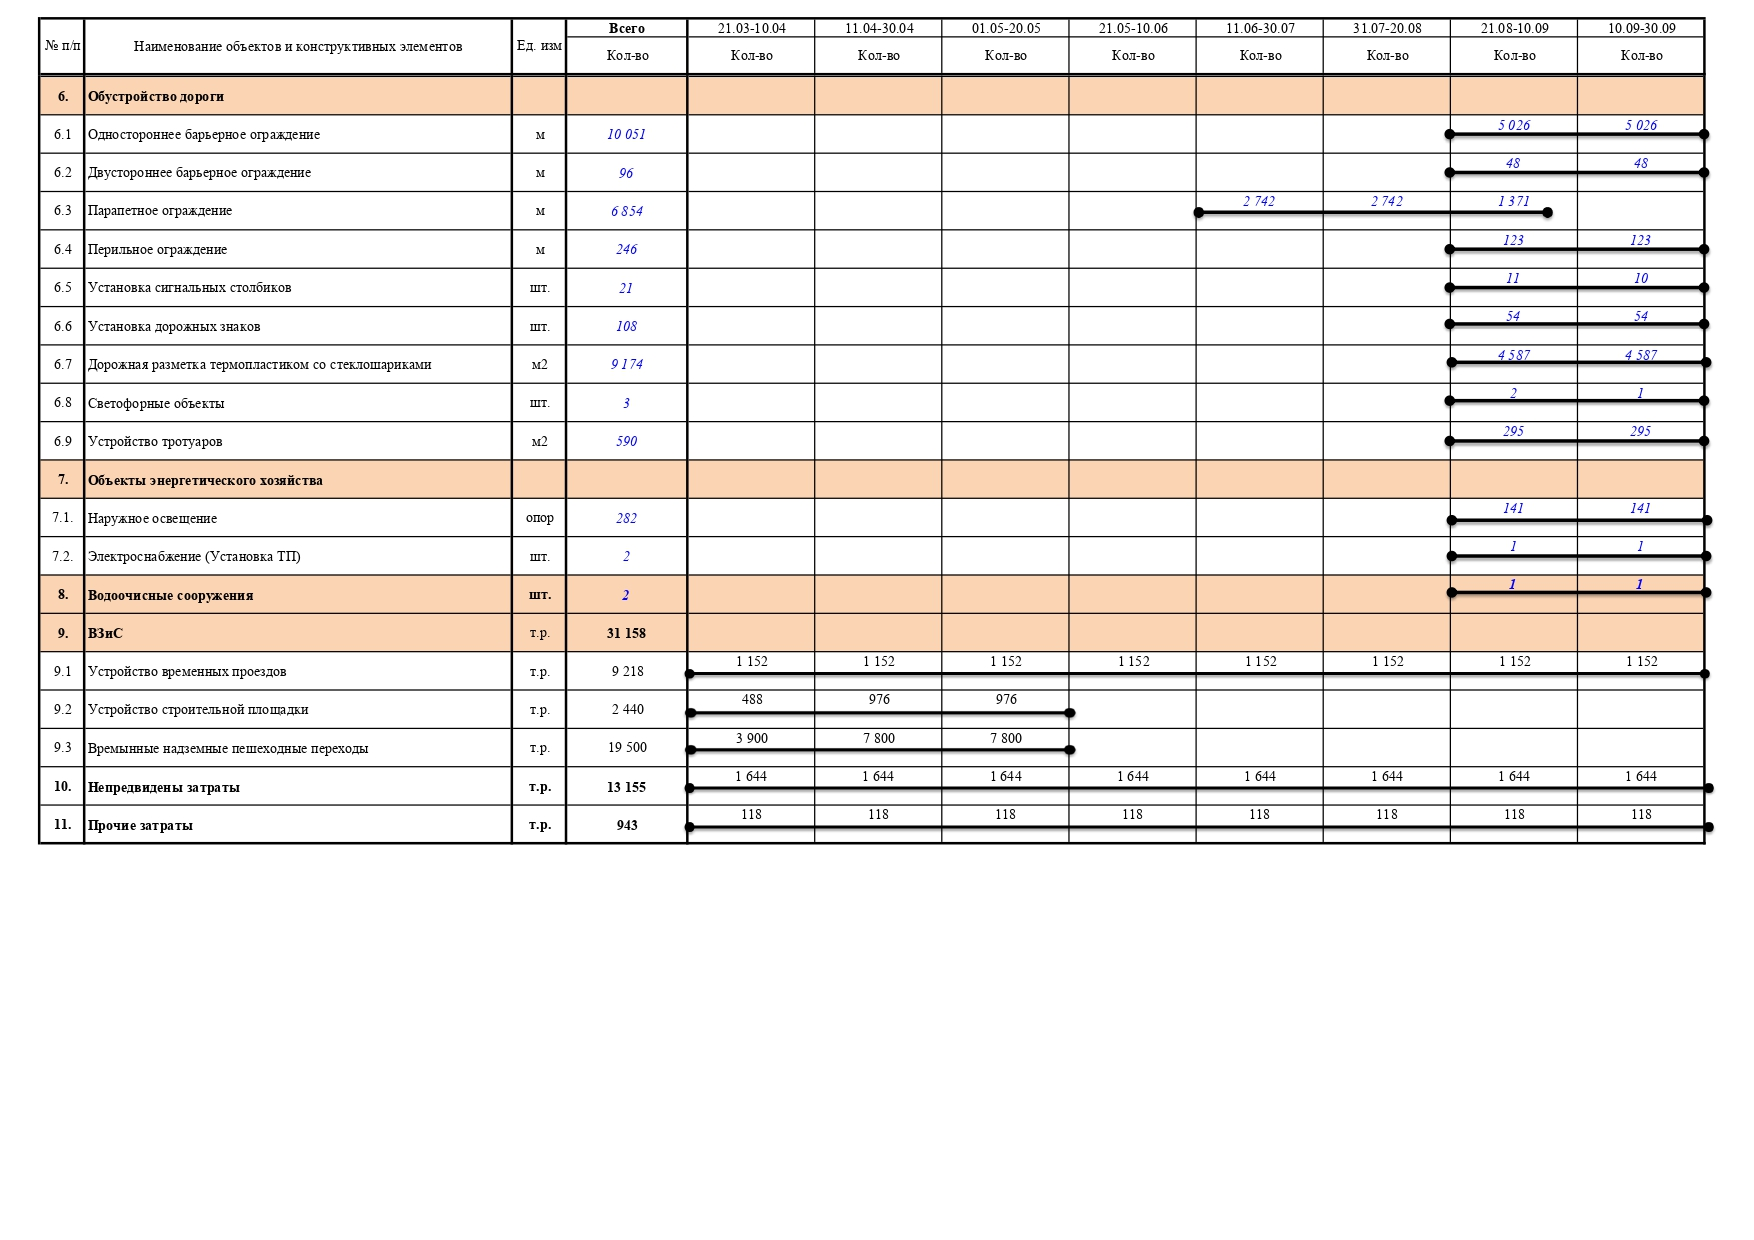 № п/п Наименование объектов и конструктивных элементов Ед. изм Всего 21.03-10.04 11.04-30.04 01.05-20.05 21.05-10.06 11.06-30.07 31.07-20.08 21.08-10.09 10.09-30.09
Кол-во Кол-во Кол-во Кол-во Кол-во Кол-во Кол-во Кол-во Кол-во
6. Обустройство дороги
6.1 Одностороннее барьерное ограждение м 10 051 5 026 5 026
6.2 Двустороннее барьерное ограждение м 96 48 48
6.3 Парапетное ограждение м 6 854 2 742 2 742 1 371
6.4 Перильное ограждение м 246 123 123
6.5 Установка сигнальных столбиков шт. 21 11 10
6.6 Установка дорожных знаков шт. 108 54 54
6.7 Дорожная разметка термопластиком со стеклошариками м2 9 174 4 587 4 587
6.8 Светофорные объекты шт. 3 2 1
6.9 Устройство тротуаров м2 590 295 295
7. Объекты энергетического хозяйства
7.1. Наружное освещение опор 282 141 141
7.2. Электроснабжение (Установка ТП) шт. 2 1 1
8. Водоочисные сооружения шт. 2 1 1
9. ВЗиС т.р. 31 158
9.1 Устройство временных проездов т.р. 9 218 1 152 1 152 1 152 1 152 1 152 1 152 1 152 1 152
9.2 Устройство строительной площадки т.р. 2 440 488 976 976
9.3 Времынные надземные пешеходные переходы т.р. 19 500 3 900 7 800 7 800
10. Непредвидены затраты т.р. 13 155 1 644 1 644 1 644 1 644 1 644 1 644 1 644 1 644
11. Прочие затраты т.р. 943 118 118 118 118 118 118 118 118